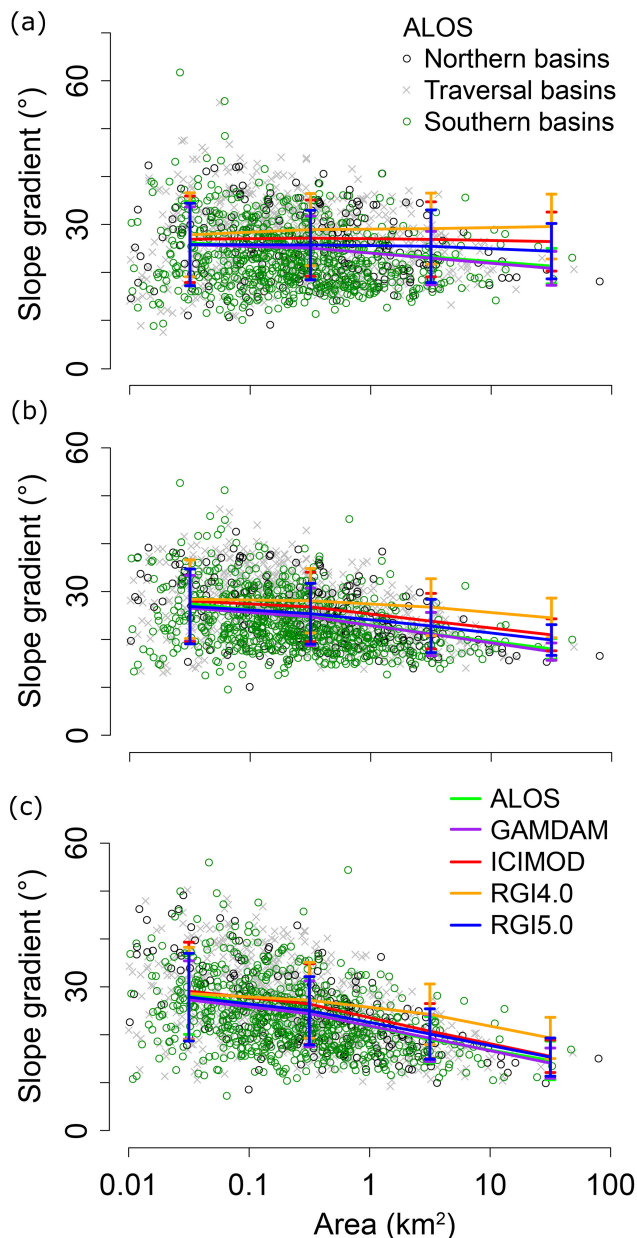 (a)
ALOS
Northern basins
Traversal basins
Southern basins
Slope gradient (°)
60
30
0
(b)
Slope gradient (°)
60
30
0
(c)
ALOS
GAMDAM
ICIMOD
RGI4.0
RGI5.0
Slope gradient (°)
60
30
0
0.01 0.1 1 10 100
Area (km²)